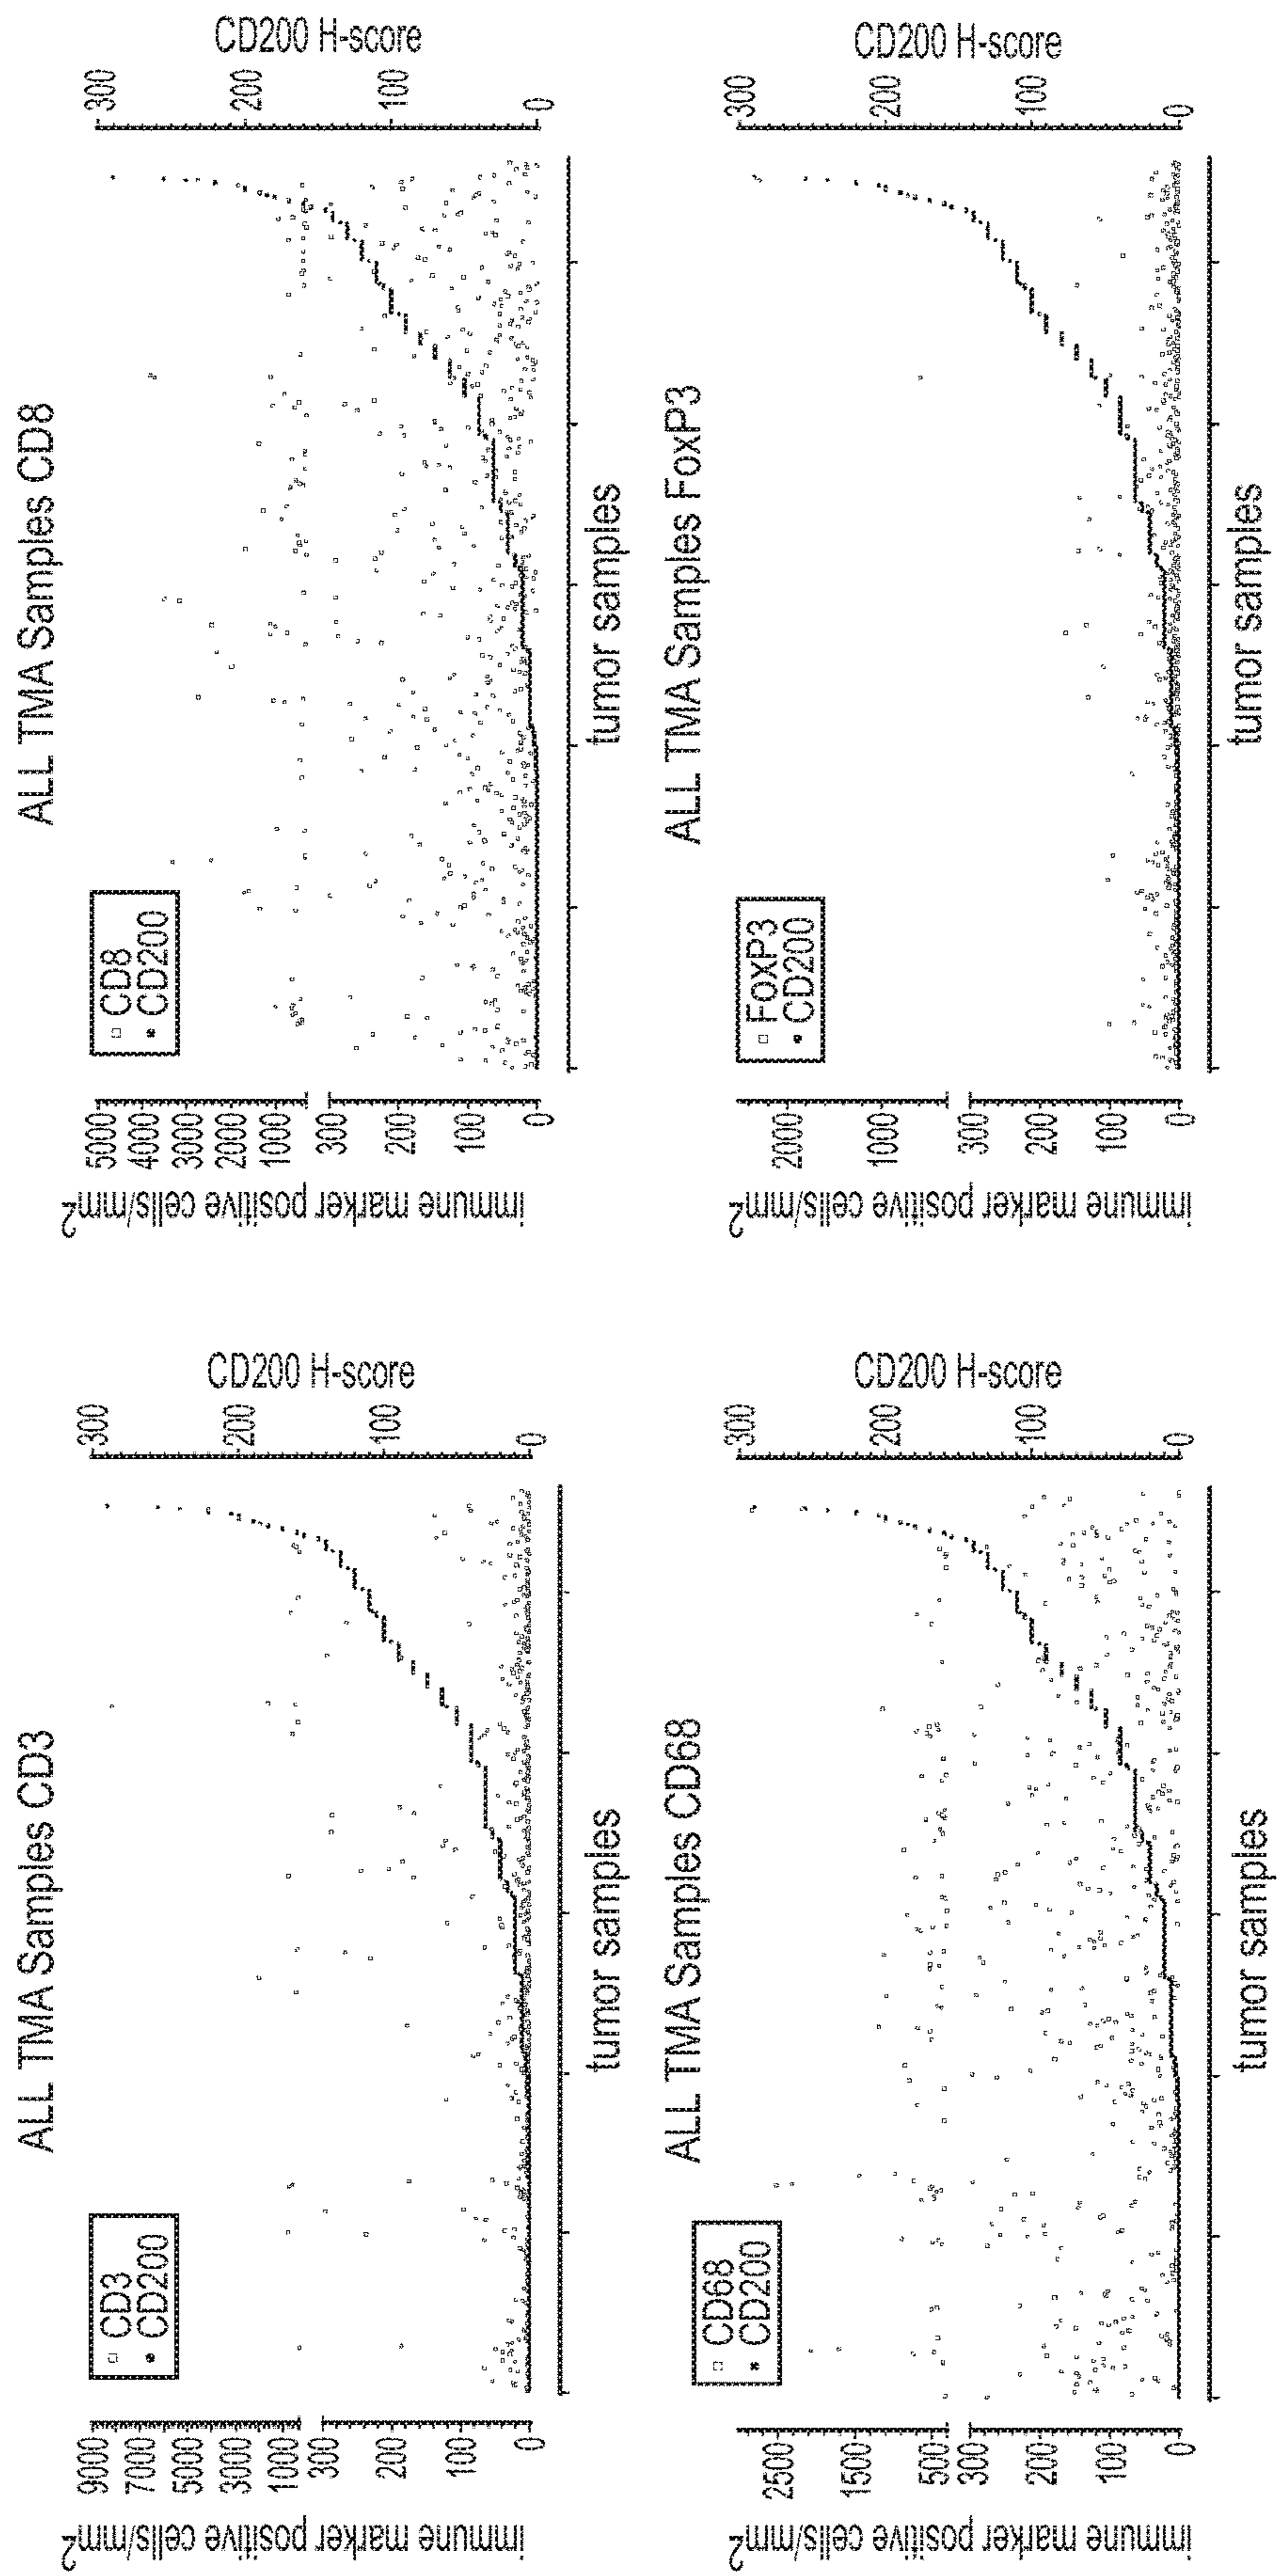 ALL TMA Samples CD3
CD3
CD200
immune marker positive cells/mm2
9000
7000
5000
3000
1000
300
200
100
0
CD200 H-score
300
200
100
0
tumor samples
ALL TMA Samples CD8
CD8
CD200
immune marker positive cells/mm2
5000
4000
3000
2000
1000
300
200
100
0
CD200 H-score
300
200
100
0
tumor samples
ALL TMA Samples CD68
CD68
CD200
immune marker positive cells/mm2
2500
1500
500
300
200
100
0
CD200 H-score
300
200
100
0
tumor samples
ALL TMA Samples FoxP3
FoxP3
CD200
immune marker positive cells/mm2
2000
1000
300
200
100
0
CD200 H-score
300
200
100
0
tumor samples